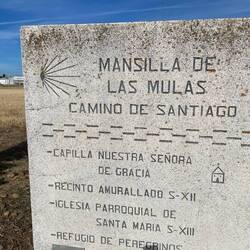 MANSILLA DE
LAS MULAS
CAMINO DE SANTIAGO
-CAPILLA NUESTRA SEÑORA
DE GRACIA
-RECINTO AMURALLADO S-XII
-IGLESIA PARROQUIAL DE
SANTA MARIA S-XIII
-REFUGIO DE PEREGRINOS